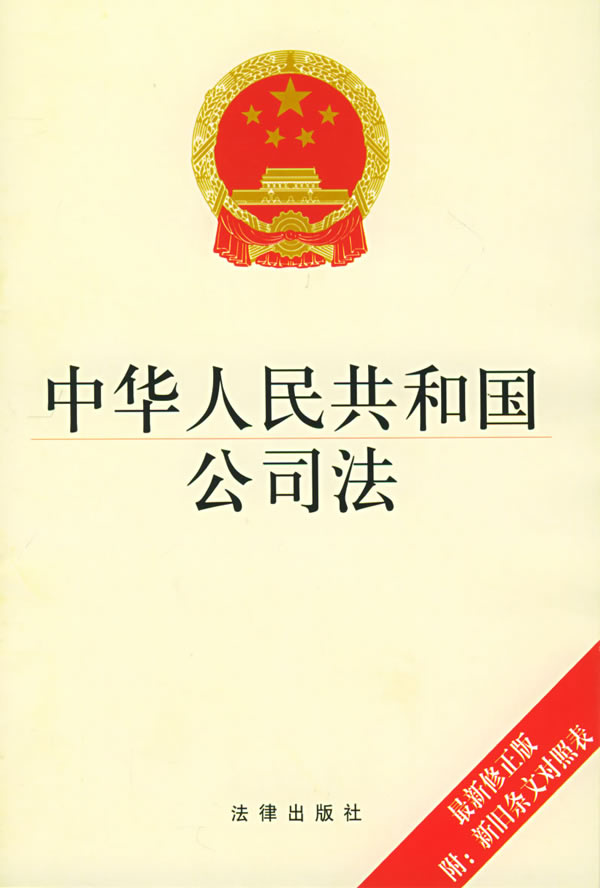 中华人民共和国
公司法
最新修正版
附：新旧条文对照表
法律出版社